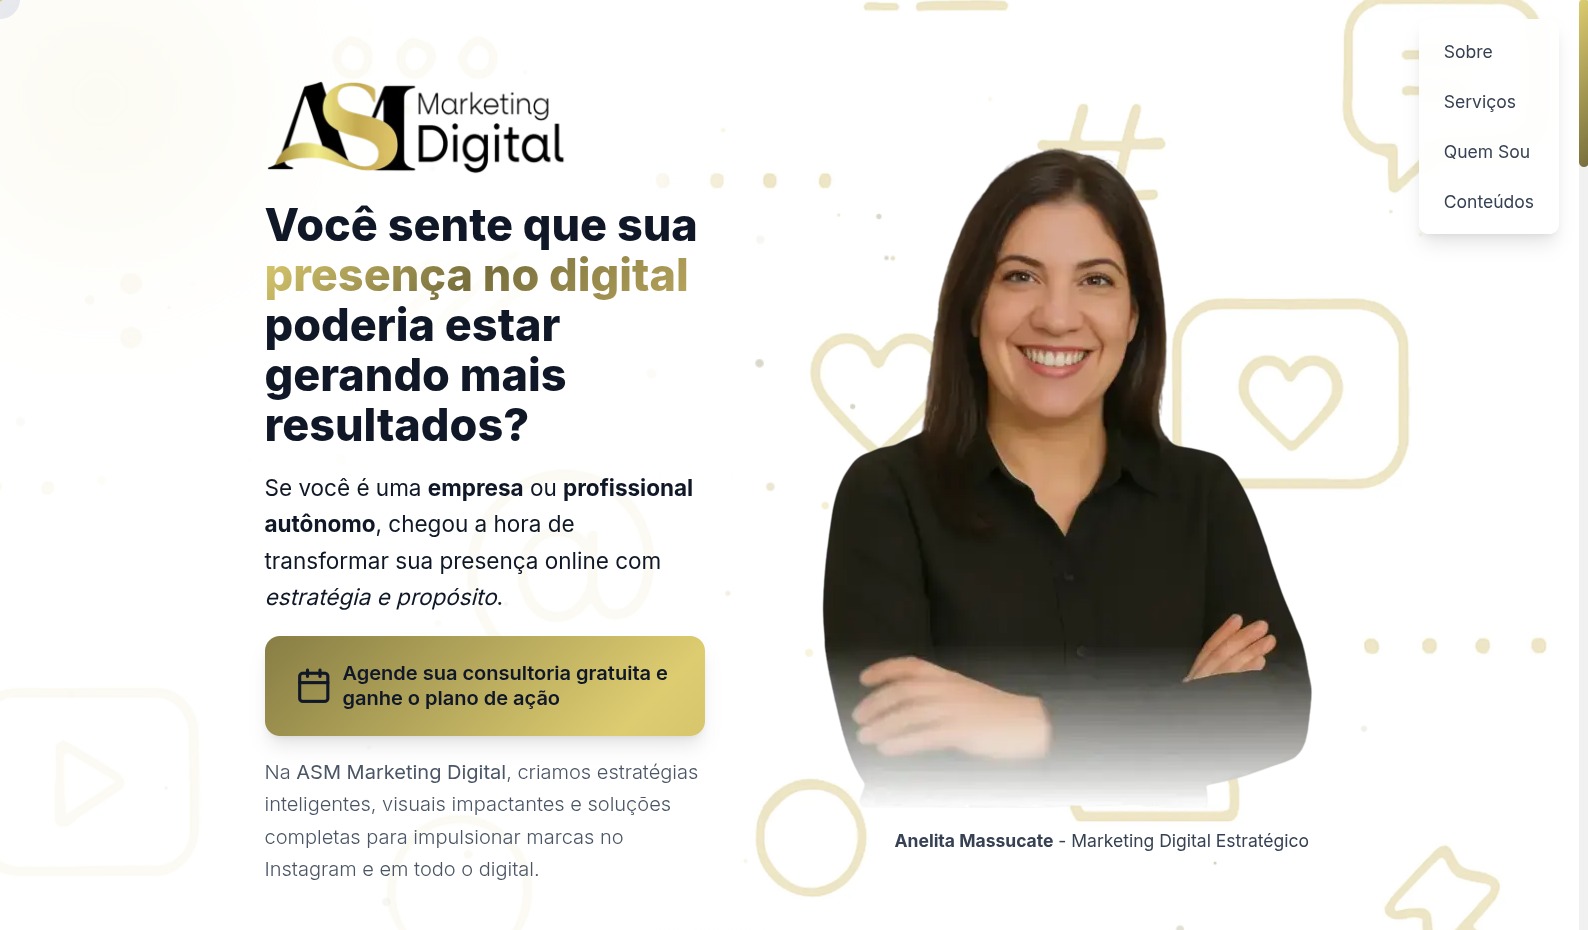 ASM Marketing
Digital
Você sente que sua
presença no digital
poderia estar
gerando mais
resultados?
Se você é uma empresa ou profissional
autônomo, chegou a hora de
transformar sua presença online com
estratégia e propósito.
Agende sua consultoria gratuita e
ganhe o plano de ação
Na ASM Marketing Digital, criamos estratégias
inteligentes, visuais impactantes e soluções
completas para impulsionar marcas no
Instagram e em todo o digital.
#
@
Anelita Massucate - Marketing Digital Estratégico
Sobre
Serviços
Quem Sou
Conteúdos